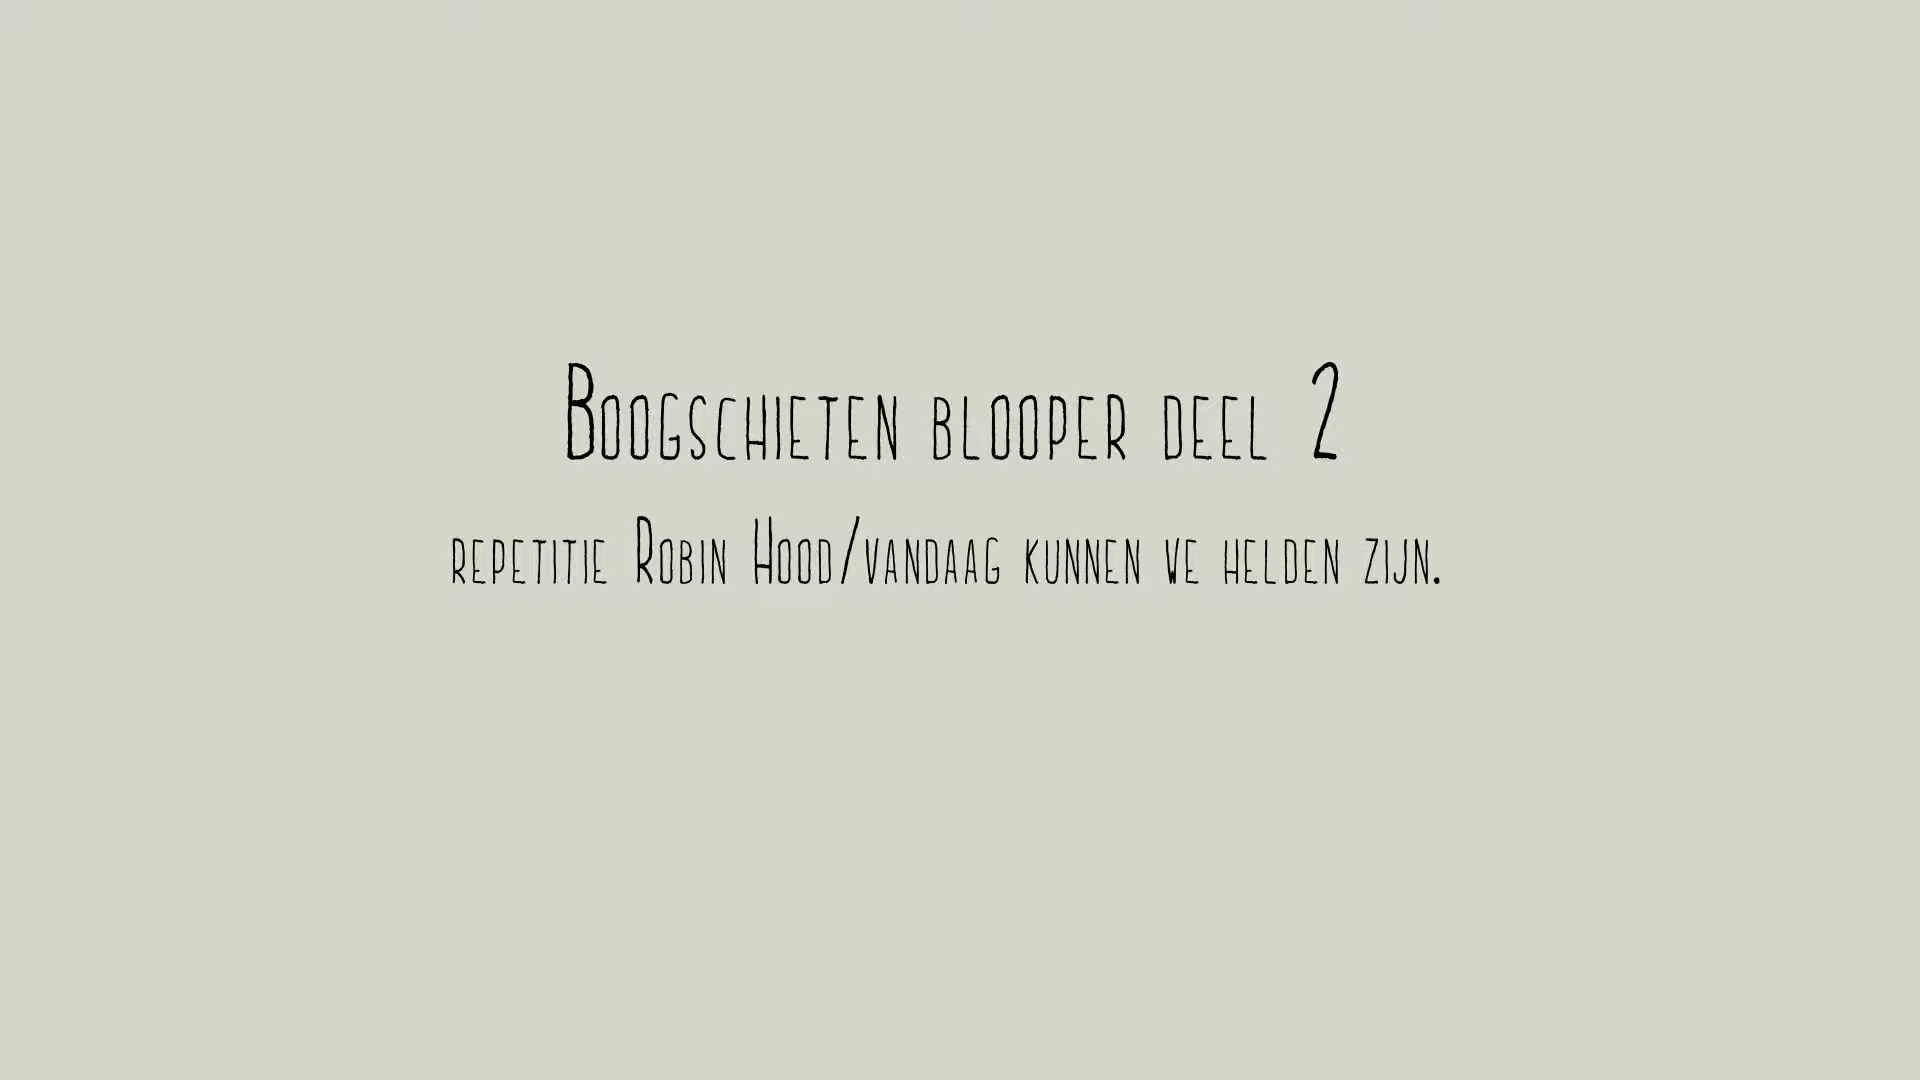 Boogschieten blooper deel 2
repetitie Robin Hood/vandaag kunnen we helden zijn.